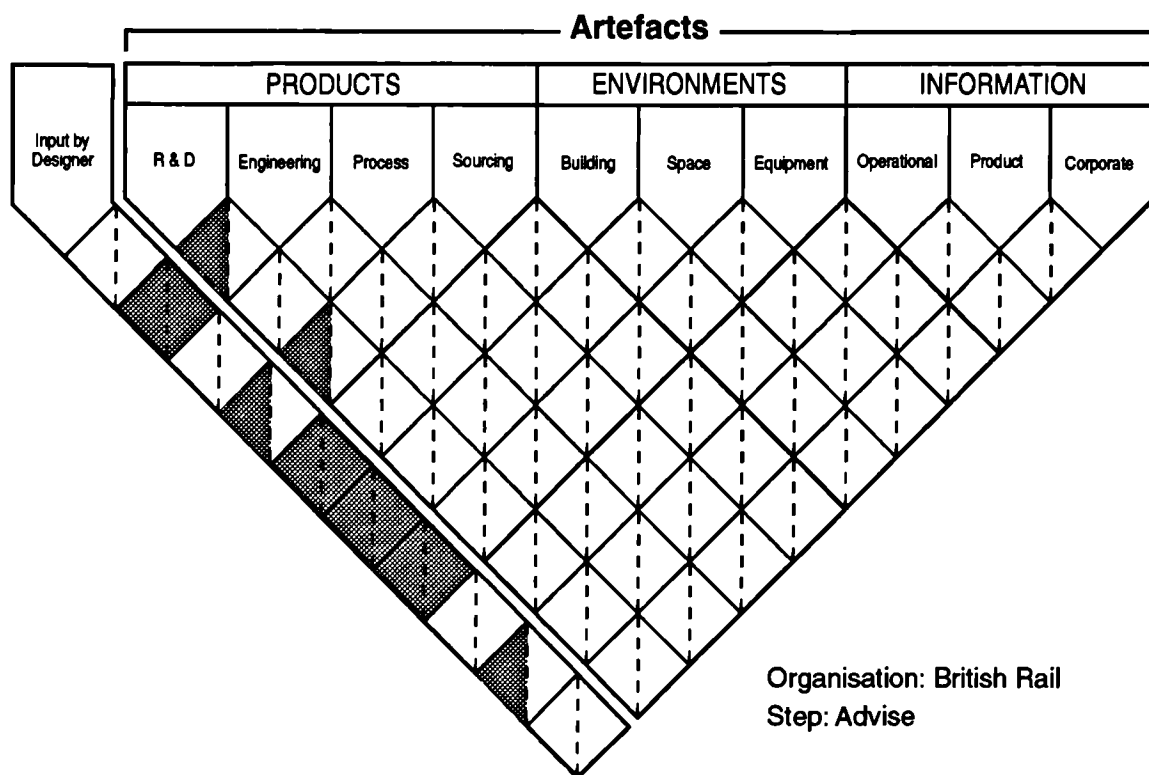 Artefacts
PRODUCTS
ENVIRONMENTS
INFORMATION
Input by
Designer
R & D
Engineering
Process
Sourcing
Building
Space
Equipment
Operational
Product
Corporate
Organisation: British Rail
Step: Advise